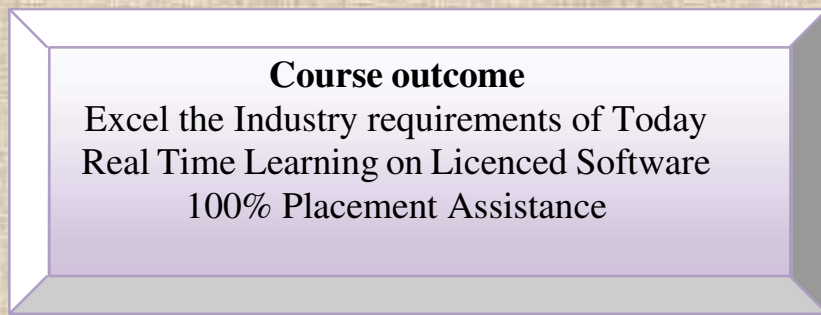 Course outcome
Excel the Industry requirements of Today
Real Time Learning on Licenced Software
100% Placement Assistance